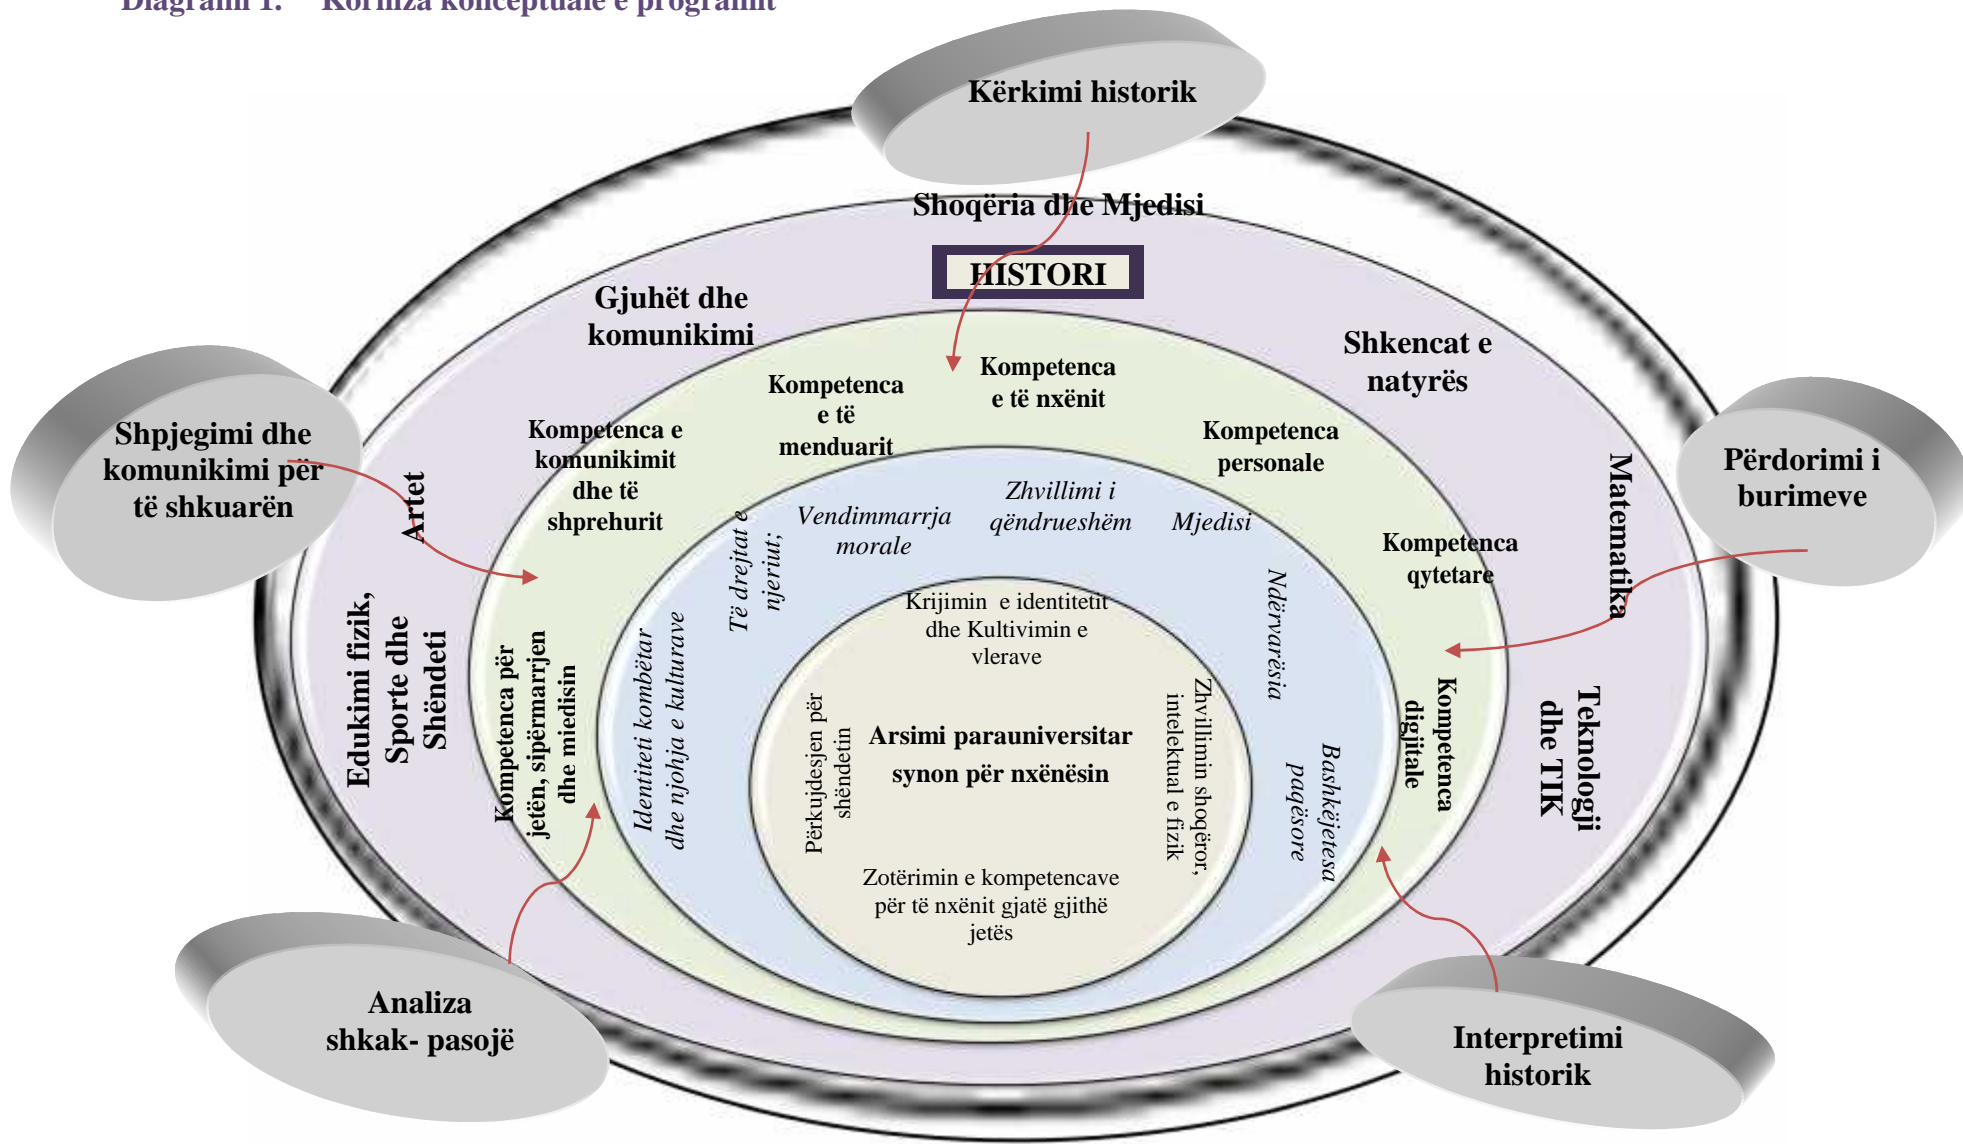 Diagrami 1. Korniza konceptuale e programit
Kërkimi historik
Shoqëria dhe Mjedisi
HISTORI
Gjuhët dhe
komunikimi
Shkencat e
natyrës
Shpjegimi dhe
komunikimi për
të shkuarën
Artet
Edukimi fizik,
Sporte dhe
Shëndeti
Matematika
Teknologji
dhe TIK
Përdorimi i
burimeve
Kompetenca e
komunikimit
dhe të
shprehurit
Kompetenca
e të
menduarit
Kompetenca
e të nxënit
Kompetenca
personale
Kompetenca
qytetare
Kompetenca
digjitale
Kompetenca për
jetën, sipërmarrjen
dhe mjedisin
Të drejtat e
njeriut;
Vendimmarrja
morale
Zhvillimi i
qëndrueshëm
Mjedisi
Ndërvarësia
Bashkëjetesa
paqësore
Identiteti kombëtar
dhe njohja e kulturave
Krijimin e identitetit
dhe Kultivimin e
vlerave
Përkujdesjen për
shëndetin
Arsimi parauniversitar
synon për nxënësin
Zhvillimin shoqëror,
intelektual e fizik
Zotërimin e kompetencave
për të nxënit gjatë gjithë
jetës
Analiza
shkak- pasojë
Interpretimi
historik